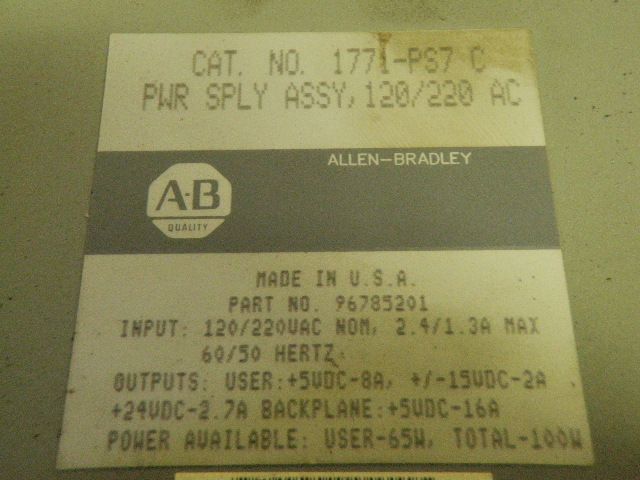 CAT. NO. 1771-PS7 C
PWR SPLY ASSY, 120/220 AC
ALLEN-BRADLEY
A-B
QUALITY
MADE IN U.S.A.
PART NO. 96785201
INPUT: 120/220VAC NOM, 2.4/1.3A MAX
60/50 HERTZ
OUTPUTS: USER:+5VDC-8A, +/-15VDC-2A
+24VDC-2.7A BACKPLANE:+5VDC-16A
POWER AVAILABLE: USER-65W, TOTAL-100W